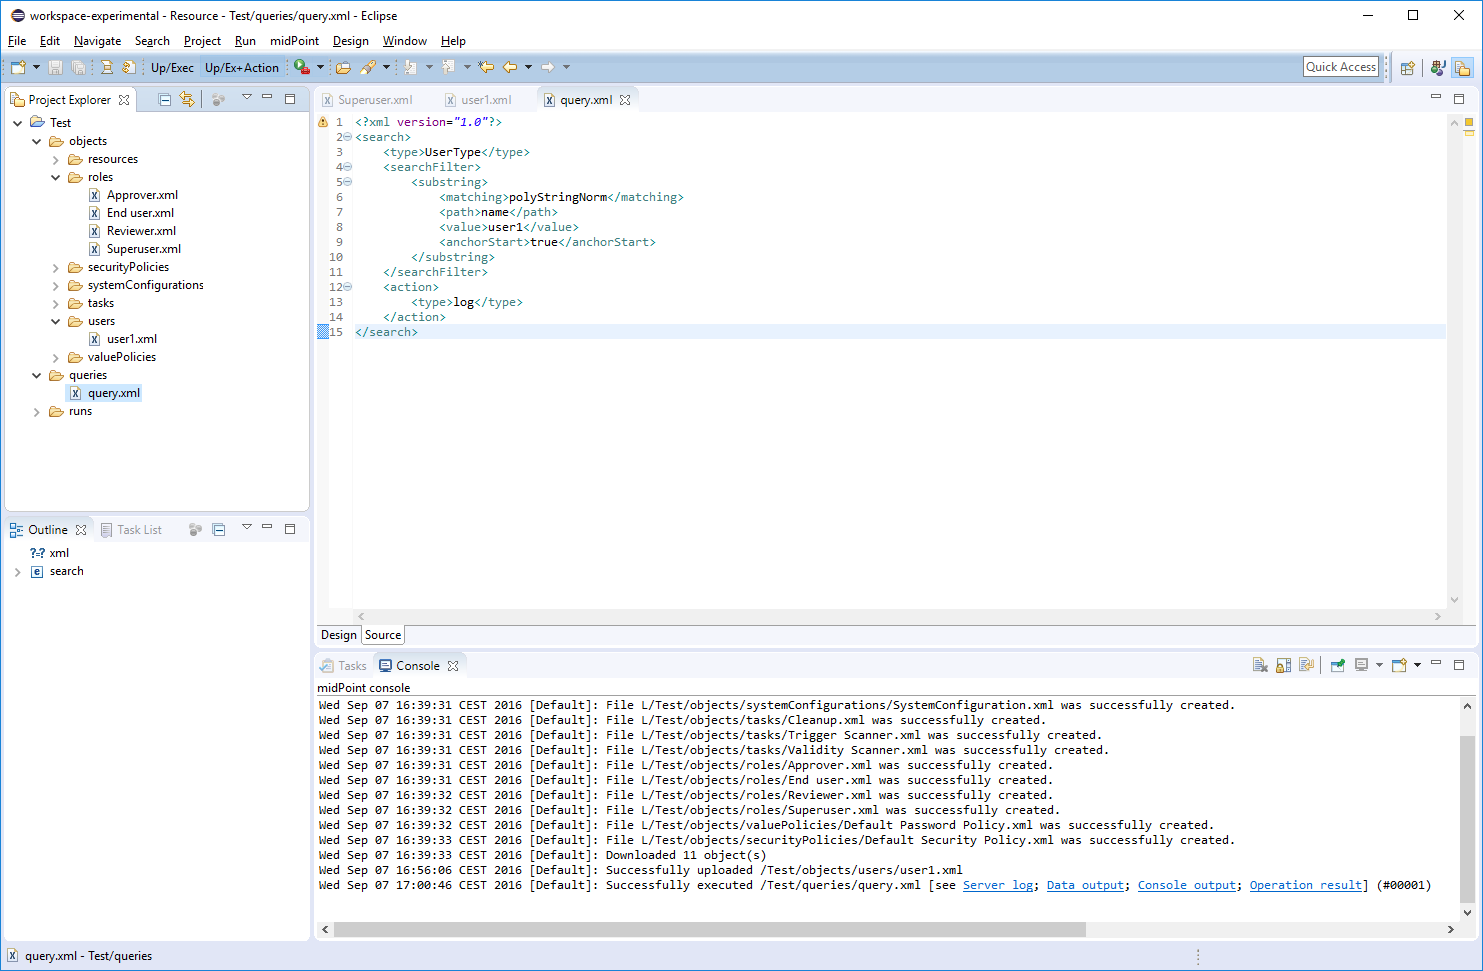 workspace-experimental - Resource - Test/queries/query.xml - Eclipse
File Edit Navigate Search Project Run midPoint Design Window Help
Up/Exec Up/Ex+Action Quick Access
Project Explorer
Test
objects
resources
roles
Approver.xml
End user.xml
Reviewer.xml
Superuser.xml
securityPolicies
systemConfigurations
tasks
users
user1.xml
valuePolicies
queries
query.xml
runs
Outline Task List
?=? xml
e search
Superuser.xml user1.xml query.xml
1 <?xml version="1.0"?>
2 <search>
3 <type>UserType</type>
4 <searchFilter>
5 <substring>
6 <matching>polyStringNorm</matching>
7 <path>name</path>
8 <value>user1</value>
9 <anchorStart>true</anchorStart>
10 </substring>
11 </searchFilter>
12 <action>
13 <type>log</type>
14 </action>
15 </search>
Design Source
Tasks Console
midPoint console
Wed Sep 07 16:39:31 CEST 2016 [Default]: File L/Test/objects/systemConfigurations/SystemConfiguration.xml was successfully created.
Wed Sep 07 16:39:31 CEST 2016 [Default]: File L/Test/objects/tasks/Cleanup.xml was successfully created.
Wed Sep 07 16:39:31 CEST 2016 [Default]: File L/Test/objects/tasks/Trigger Scanner.xml was successfully created.
Wed Sep 07 16:39:31 CEST 2016 [Default]: File L/Test/objects/tasks/Validity Scanner.xml was successfully created.
Wed Sep 07 16:39:31 CEST 2016 [Default]: File L/Test/objects/roles/Approver.xml was successfully created.
Wed Sep 07 16:39:31 CEST 2016 [Default]: File L/Test/objects/roles/End user.xml was successfully created.
Wed Sep 07 16:39:32 CEST 2016 [Default]: File L/Test/objects/roles/Reviewer.xml was successfully created.
Wed Sep 07 16:39:32 CEST 2016 [Default]: File L/Test/objects/roles/Superuser.xml was successfully created.
Wed Sep 07 16:39:32 CEST 2016 [Default]: File L/Test/objects/valuePolicies/Default Password Policy.xml was successfully created.
Wed Sep 07 16:39:33 CEST 2016 [Default]: File L/Test/objects/securityPolicies/Default Security Policy.xml was successfully created.
Wed Sep 07 16:39:33 CEST 2016 [Default]: Downloaded 11 object(s)
Wed Sep 07 16:56:06 CEST 2016 [Default]: Successfully uploaded /Test/objects/users/user1.xml
Wed Sep 07 17:00:46 CEST 2016 [Default]: Successfully executed /Test/queries/query.xml [see Server log; Data output; Console output; Operation result] (#00001)
query.xml - Test/queries